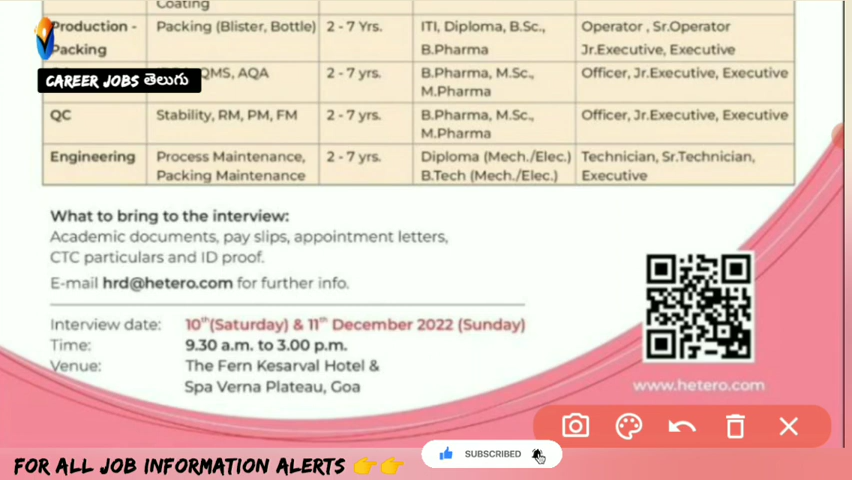 Coating
Production - Packing (Blister, Bottle) 2 - 7 Yrs. ITI, Diploma, B.Sc., Operator , Sr.Operator
Packing B.Pharma Jr.Executive, Executive
CAREER JOBS తెలుగు QMS, AQA 2 - 7 yrs. B.Pharma, M.Sc., Officer, Jr.Executive, Executive
M.Pharma
QC Stability, RM, PM, FM 2 - 7 yrs. B.Pharma, M.Sc., Officer, Jr.Executive, Executive
M.Pharma
Engineering Process Maintenance, 2 - 7 yrs. Diploma (Mech./Elec.) Technician, Sr.Technician,
Packing Maintenance B.Tech (Mech./Elec.) Executive
What to bring to the interview:
Academic documents, pay slips, appointment letters,
CTC particulars and ID proof.
E-mail hrd@hetero.com for further info.
Interview date: 10th(Saturday) & 11th December 2022 (Sunday)
Time: 9.30 a.m. to 3.00 p.m.
Venue: The Fern Kesarval Hotel &
Spa Verna Plateau, Goa
www.hetero.com
FOR ALL JOB INFORMATION ALERTS 👉👉
SUBSCRIBED